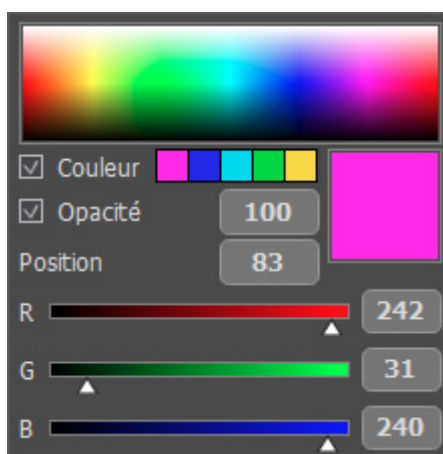 Couleur
Opacité 100
Position 83
R 242
G 31
B 240